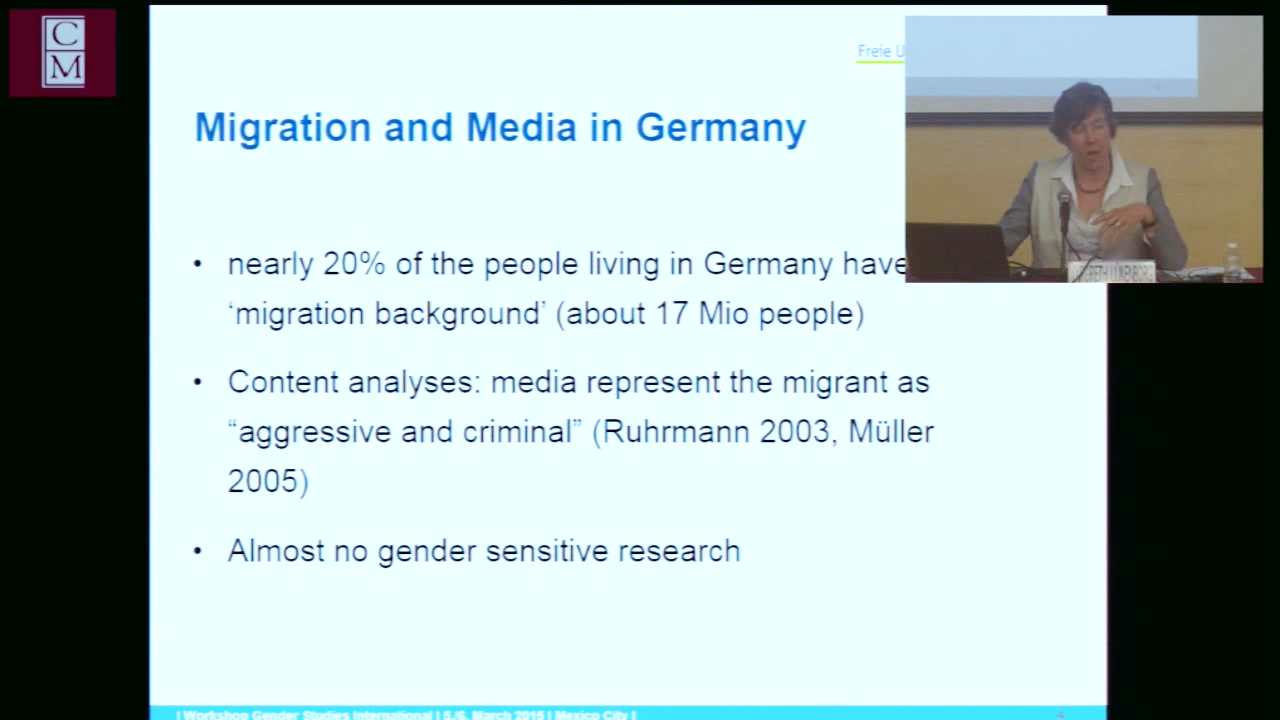 C
M
Freie U
Migration and Media in Germany
• nearly 20% of the people living in Germany have
‘migration background’ (about 17 Mio people)
• Content analyses: media represent the migrant as
“aggressive and criminal” (Ruhrmann 2003, Müller
2005)
• Almost no gender sensitive research
| Workshop Gender Studies International | 5./6. March 2015 | Mexico City |
4